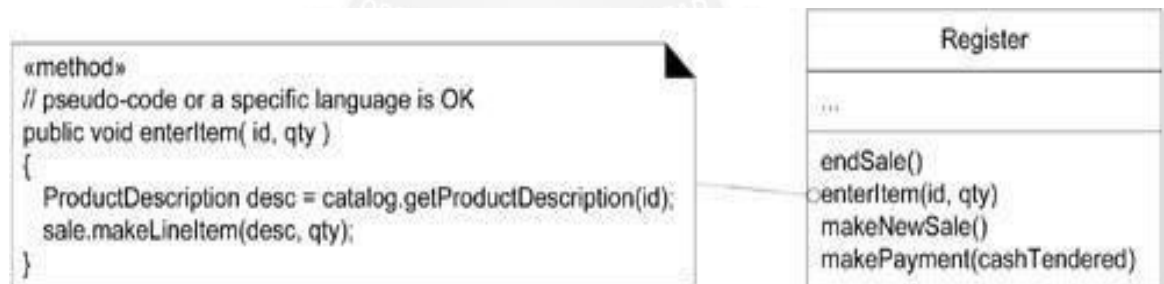 «method»
// pseudo-code or a specific language is OK
public void enterItem( id, qty )
{
ProductDescription desc = catalog.getProductDescription(id);
sale.makeLineItem(desc, qty);
}
Register
...
endSale()
enterItem(id, qty)
makeNewSale()
makePayment(cashTendered)